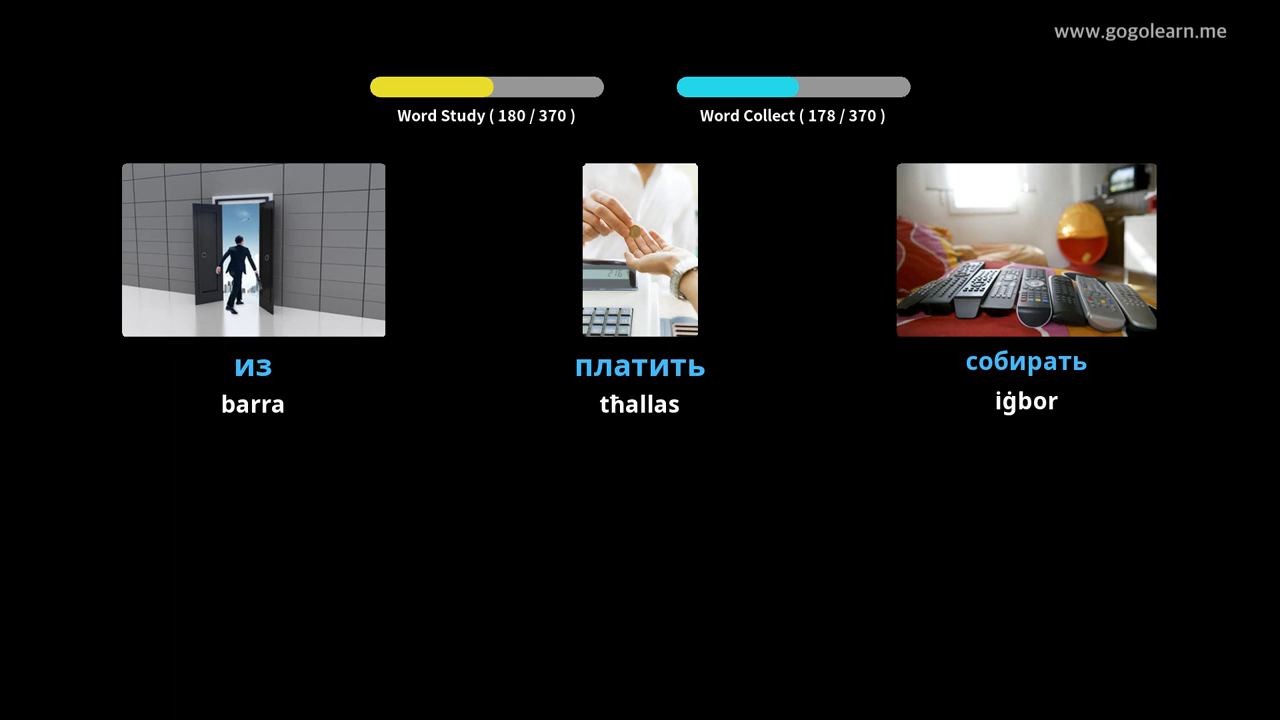 www.gogolearn.me
Word Study ( 180 / 370 )
Word Collect ( 178 / 370 )
из
barra
платить
tħallas
собирать
iġbor